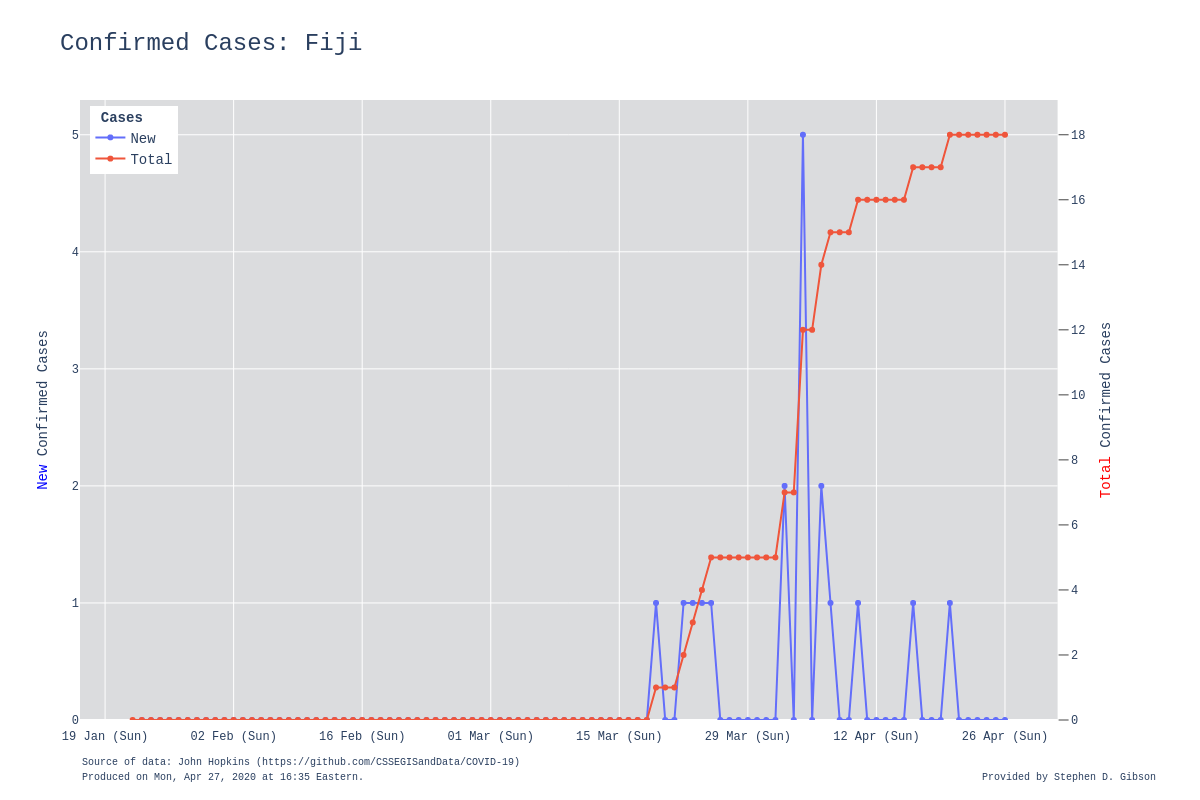 Confirmed Cases: Fiji
Cases
New
Total
5
4
3
2
1
0
18
16
14
12
10
8
6
4
2
0
New Confirmed Cases
Total Confirmed Cases
19 Jan (Sun) 02 Feb (Sun) 16 Feb (Sun) 01 Mar (Sun) 15 Mar (Sun) 29 Mar (Sun) 12 Apr (Sun) 26 Apr (Sun)
Source of data: John Hopkins (https://github.com/CSSEGISandData/COVID-19)
Produced on Mon, Apr 27, 2020 at 16:35 Eastern.
Provided by Stephen D. Gibson